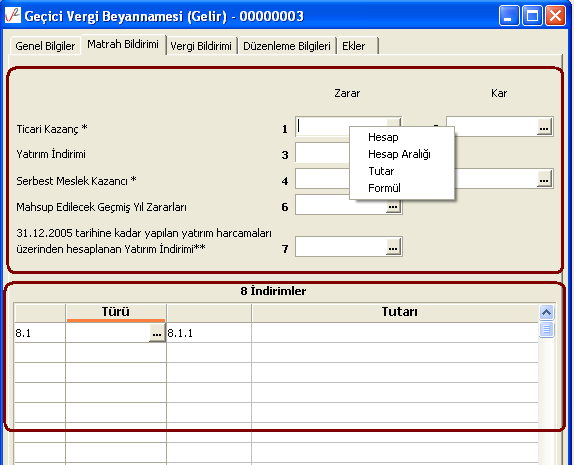 Geçici Vergi Beyannamesi (Gelir) - 00000003
Genel Bilgiler Matrah Bildirimi Vergi Bildirimi Düzenleme Bilgileri Ekler
Zarar Kar
Ticari Kazanç * 1 ... ...
Hesap
Yatırım İndirimi 3
Hesap Aralığı
Tutar
Serbest Meslek Kazancı * 4 ...
Formül
Mahsup Edilecek Geçmiş Yıl Zararları 6 ...
31.12.2005 tarihine kadar yapılan yatırım harcamaları
üzerinden hesaplanan Yatırım İndirimi** 7 ...
8 İndirimler
Türü Tutarı
8.1 ... 8.1.1